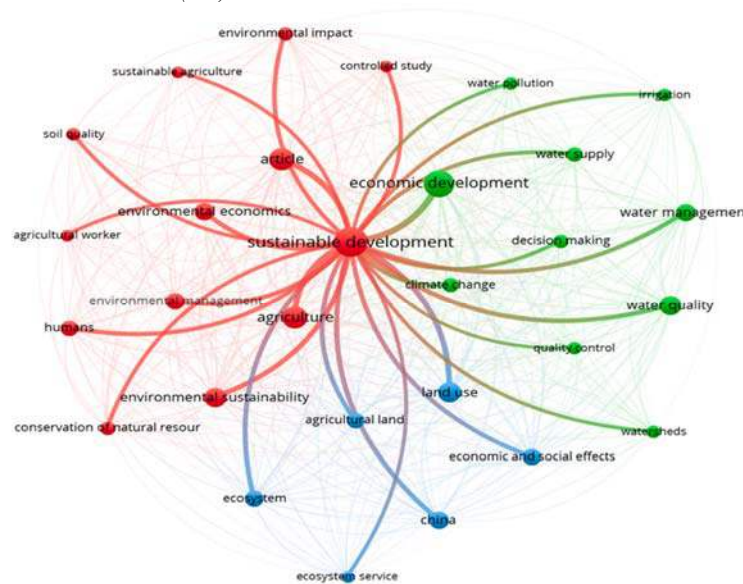 environmental impact
sustainable agriculture
controlled study
water pollution
irrigation
soil quality
article
water supply
economic development
environmental economics
water management
agricultural worker
sustainable development
decision making
climate change
environmental management
water quality
humans
agriculture
quality control
environmental sustainability
land use
agricultural land
conservation of natural resour
watersheds
economic and social effects
ecosystem
china
ecosystem service